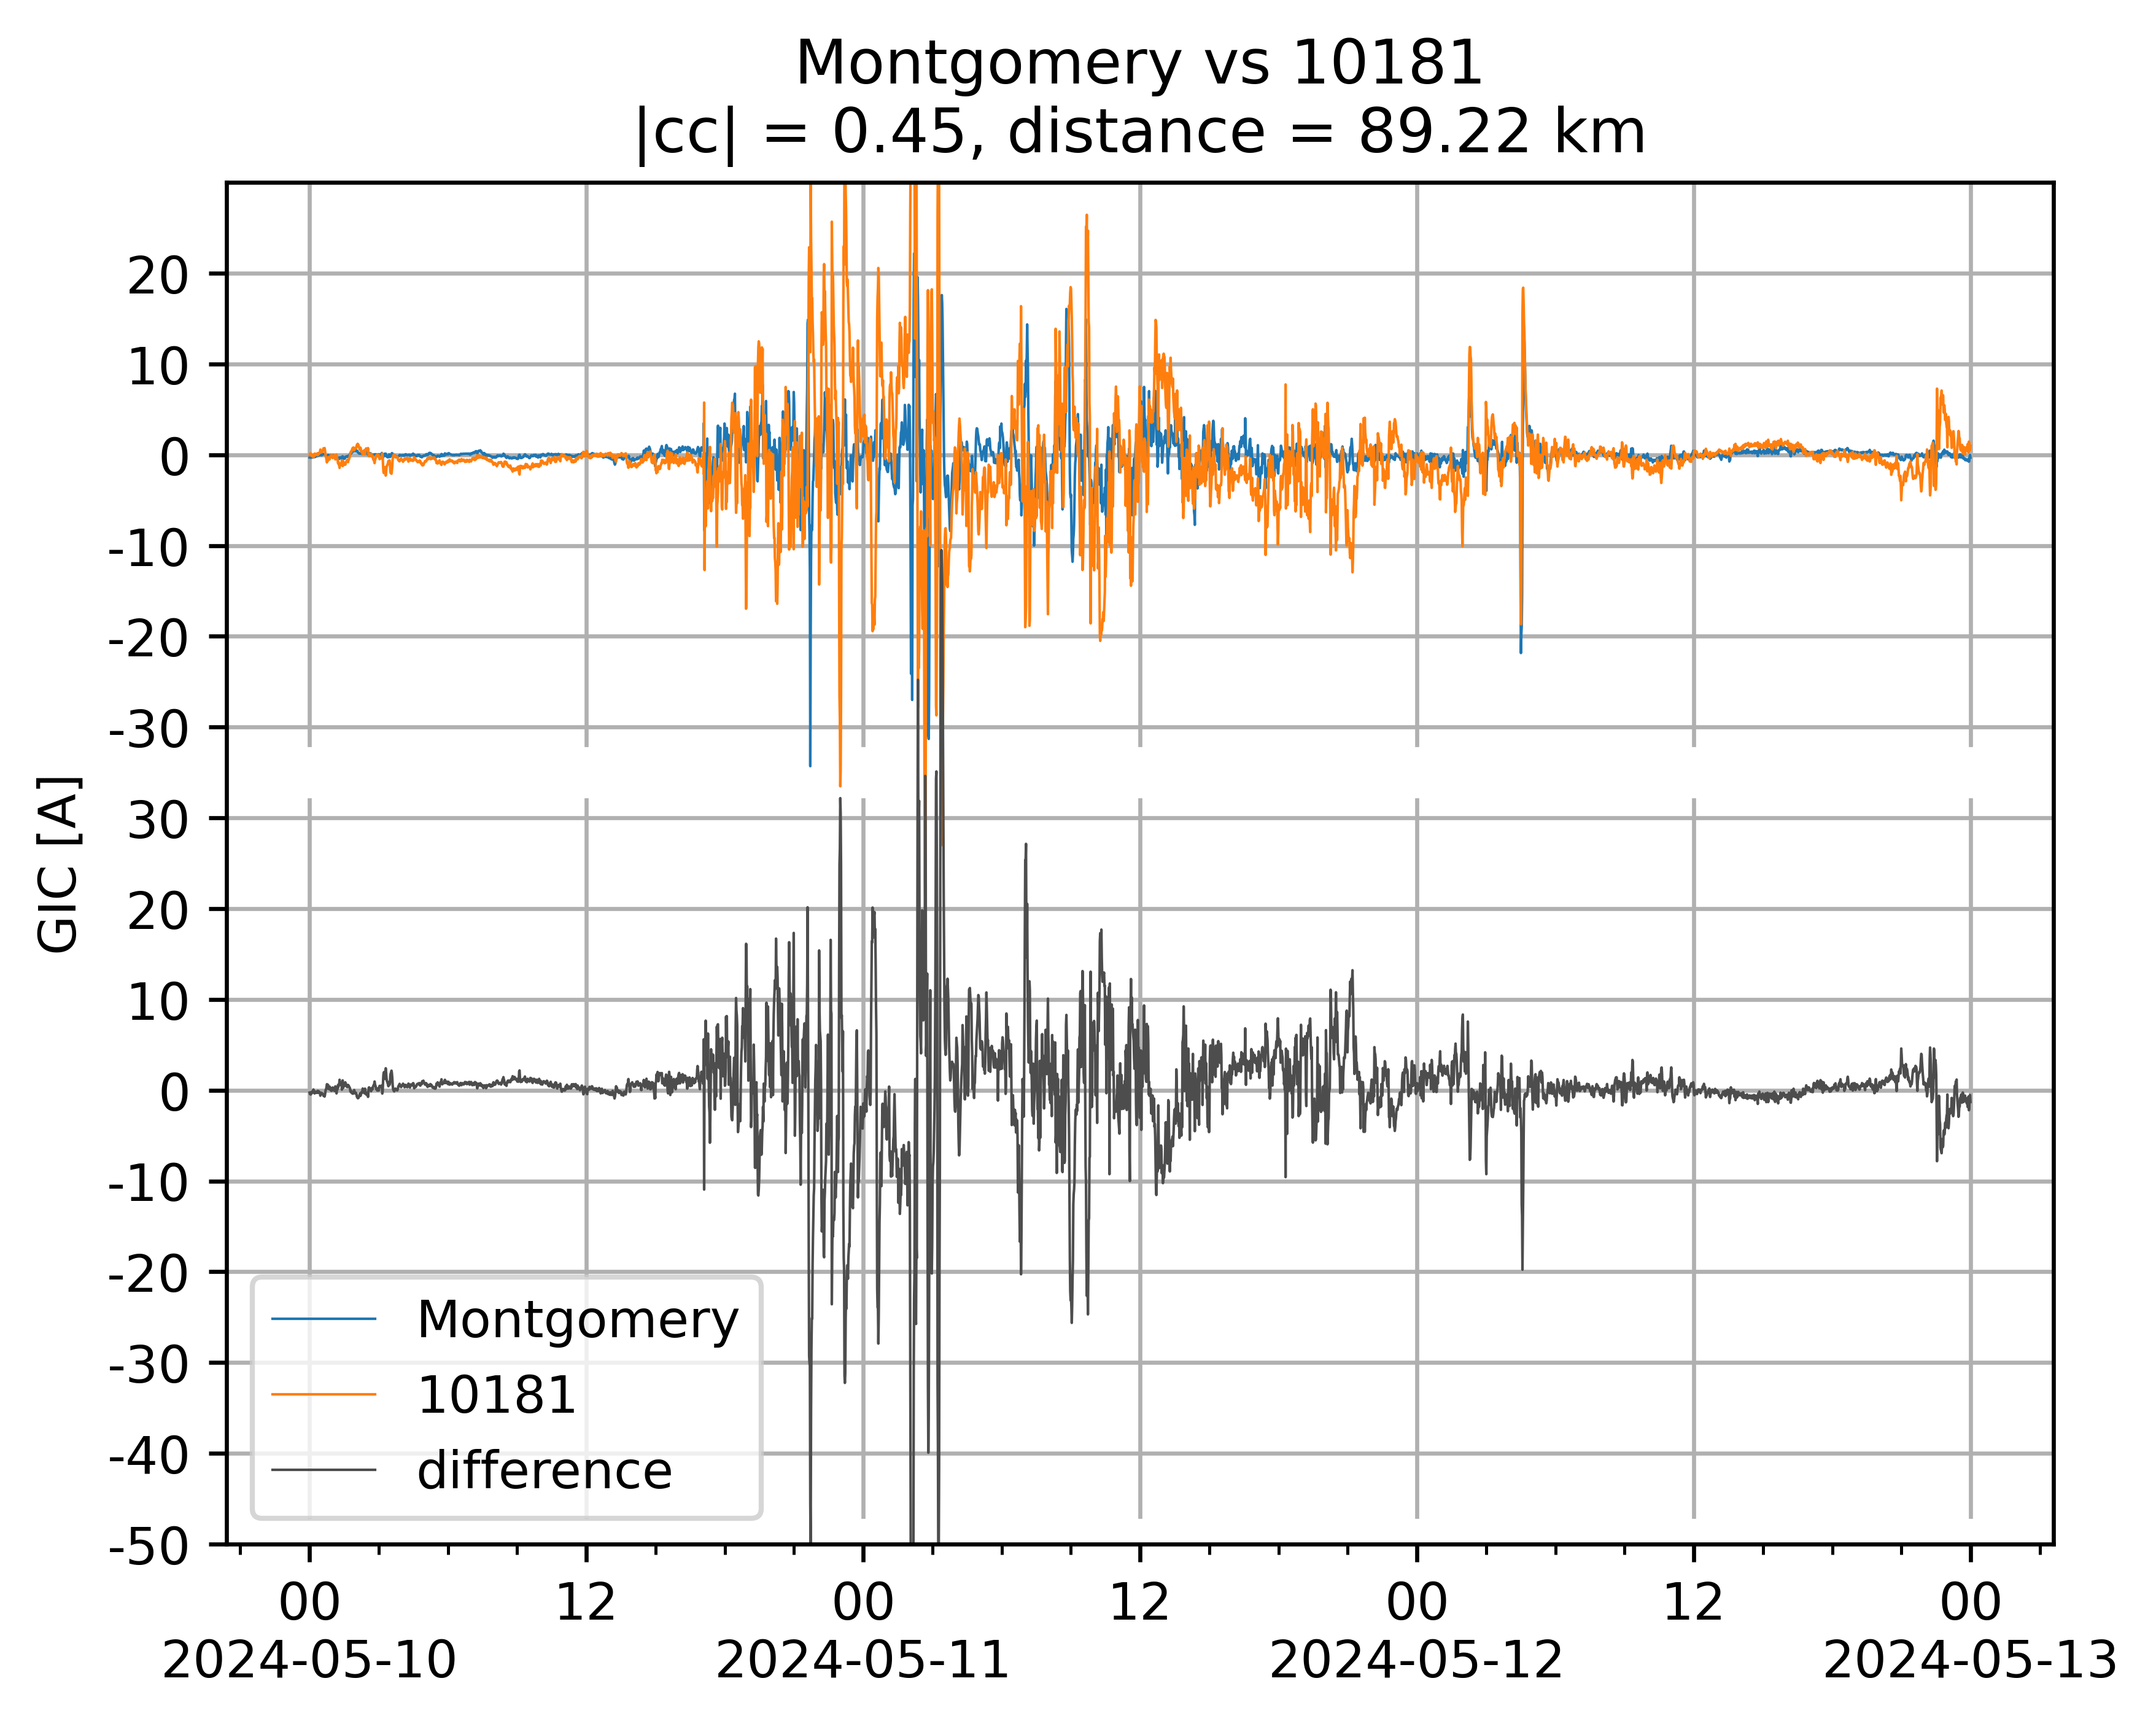 Montgomery vs 10181
|cc| = 0.45, distance = 89.22 km
GIC [A]
20
10
0
-10
-20
-30
30
20
10
0
-10
-20
-30
-40
-50
Montgomery
10181
difference
00 12 00 12 00 12 00
2024-05-10 2024-05-11 2024-05-12 2024-05-13